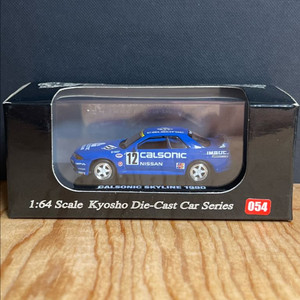 12 Calsonic
NISSAN
CALSONIC SKYLINE 1990
1:64 Scale Kyosho Die-Cast Car Series
054